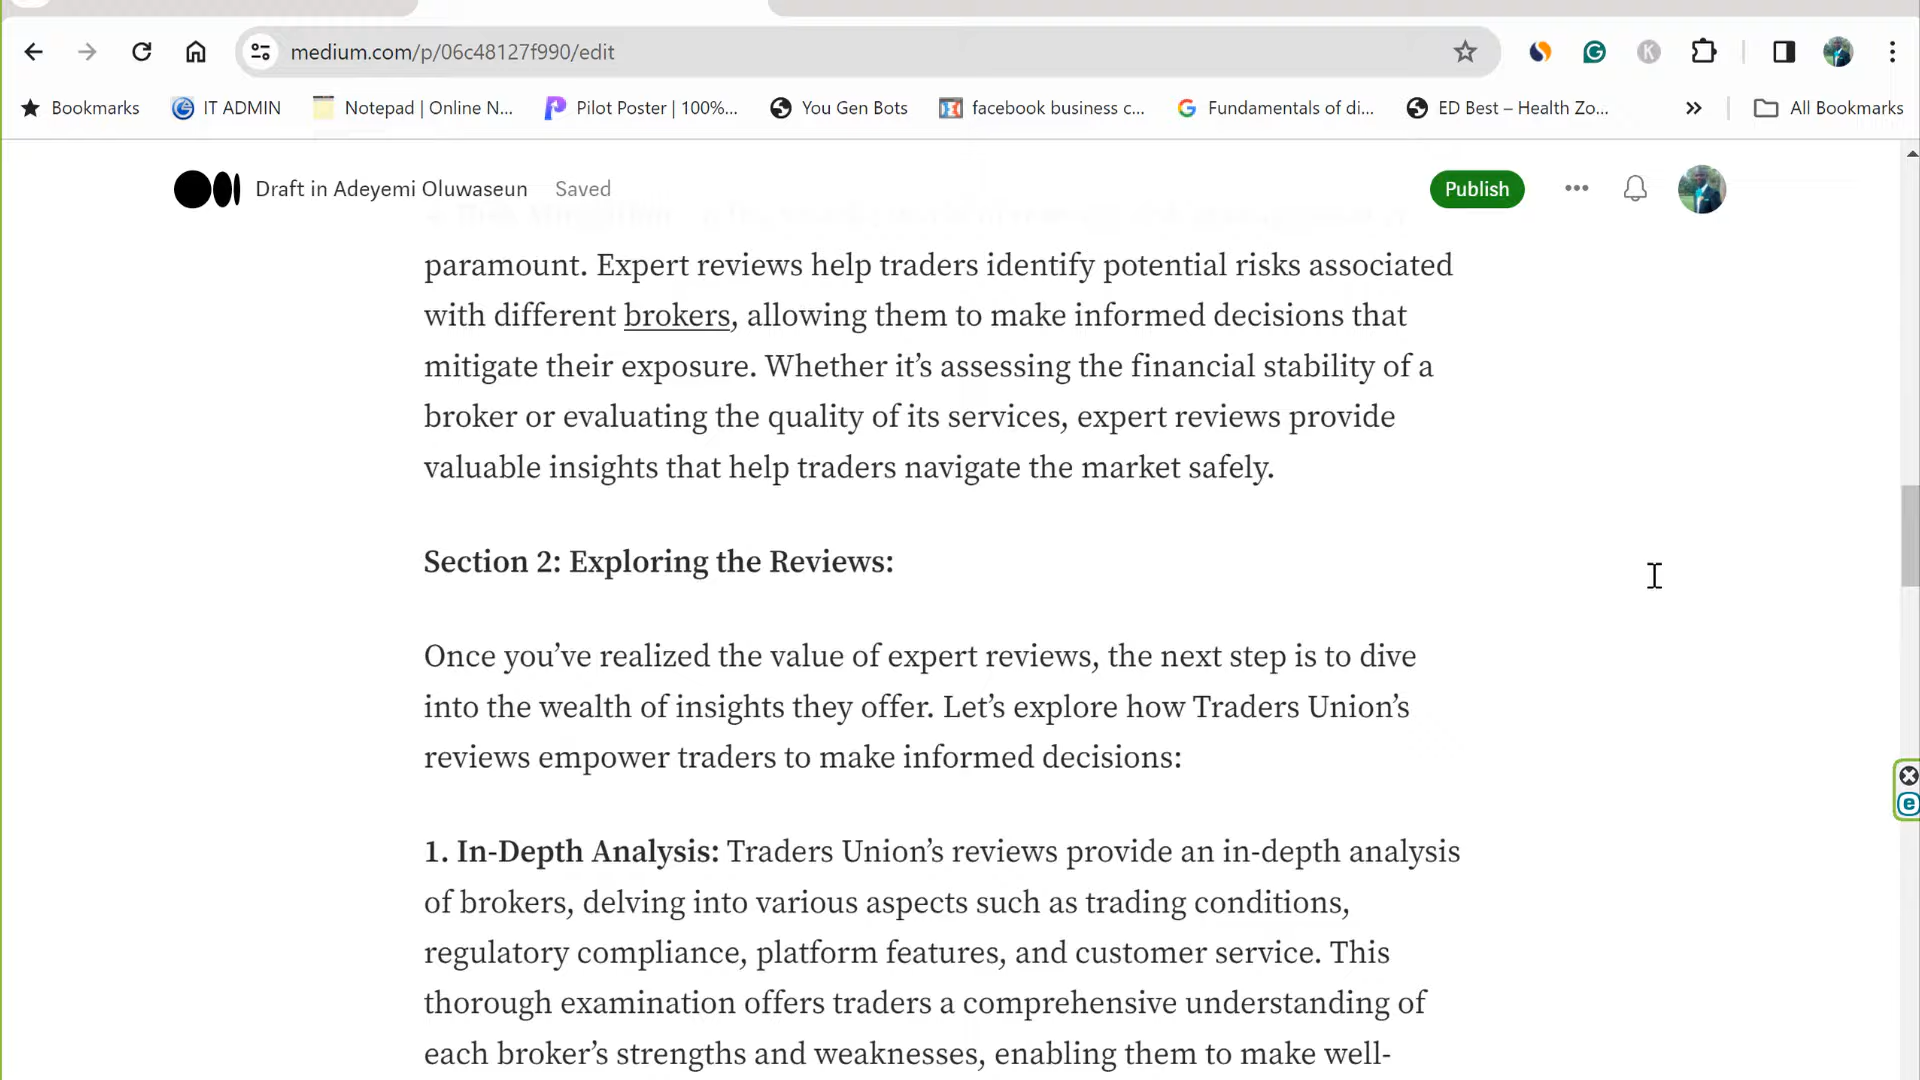 medium.com/p/06c48127f990/edit
Bookmarks IT ADMIN Notepad | Online N... Pilot Poster | 100%... You Gen Bots facebook business c... Fundamentals of di... ED Best – Health Zo... All Bookmarks
Draft in Adeyemi Oluwaseun Saved Publish
paramount. Expert reviews help traders identify potential risks associated
with different brokers, allowing them to make informed decisions that
mitigate their exposure. Whether it’s assessing the financial stability of a
broker or evaluating the quality of its services, expert reviews provide
valuable insights that help traders navigate the market safely.
Section 2: Exploring the Reviews:
Once you’ve realized the value of expert reviews, the next step is to dive
into the wealth of insights they offer. Let’s explore how Traders Union’s
reviews empower traders to make informed decisions:
1. In-Depth Analysis: Traders Union’s reviews provide an in-depth analysis
of brokers, delving into various aspects such as trading conditions,
regulatory compliance, platform features, and customer service. This
thorough examination offers traders a comprehensive understanding of
each broker’s strengths and weaknesses, enabling them to make well-